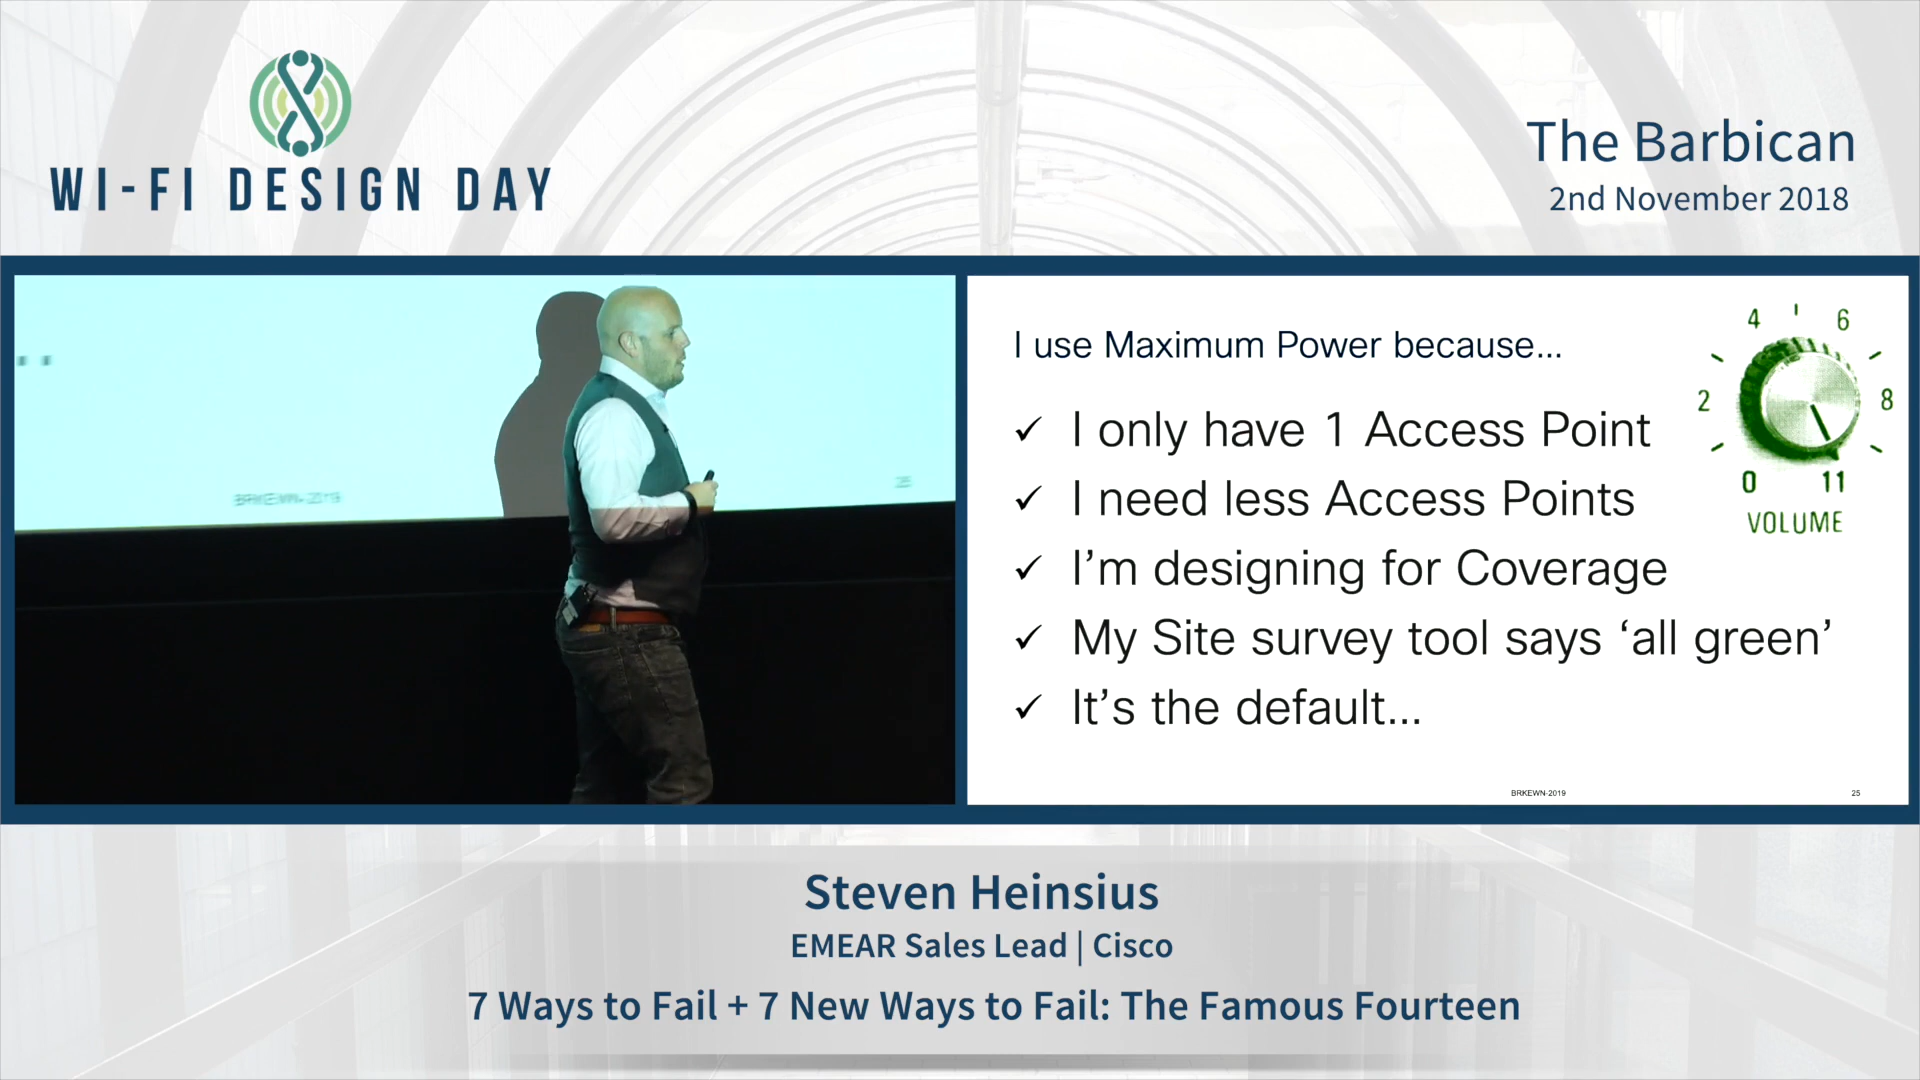 WI-FI DESIGN DAY
The Barbican
2nd November 2018
BRKEWN-2019
25
I use Maximum Power because...
✓ I only have 1 Access Point
✓ I need less Access Points
✓ I’m designing for Coverage
✓ My Site survey tool says ‘all green’
✓ It’s the default...
4 6
2 8
0 11
VOLUME
BRKEWN-2019 25
Steven Heinsius
EMEAR Sales Lead | Cisco
7 Ways to Fail + 7 New Ways to Fail: The Famous Fourteen